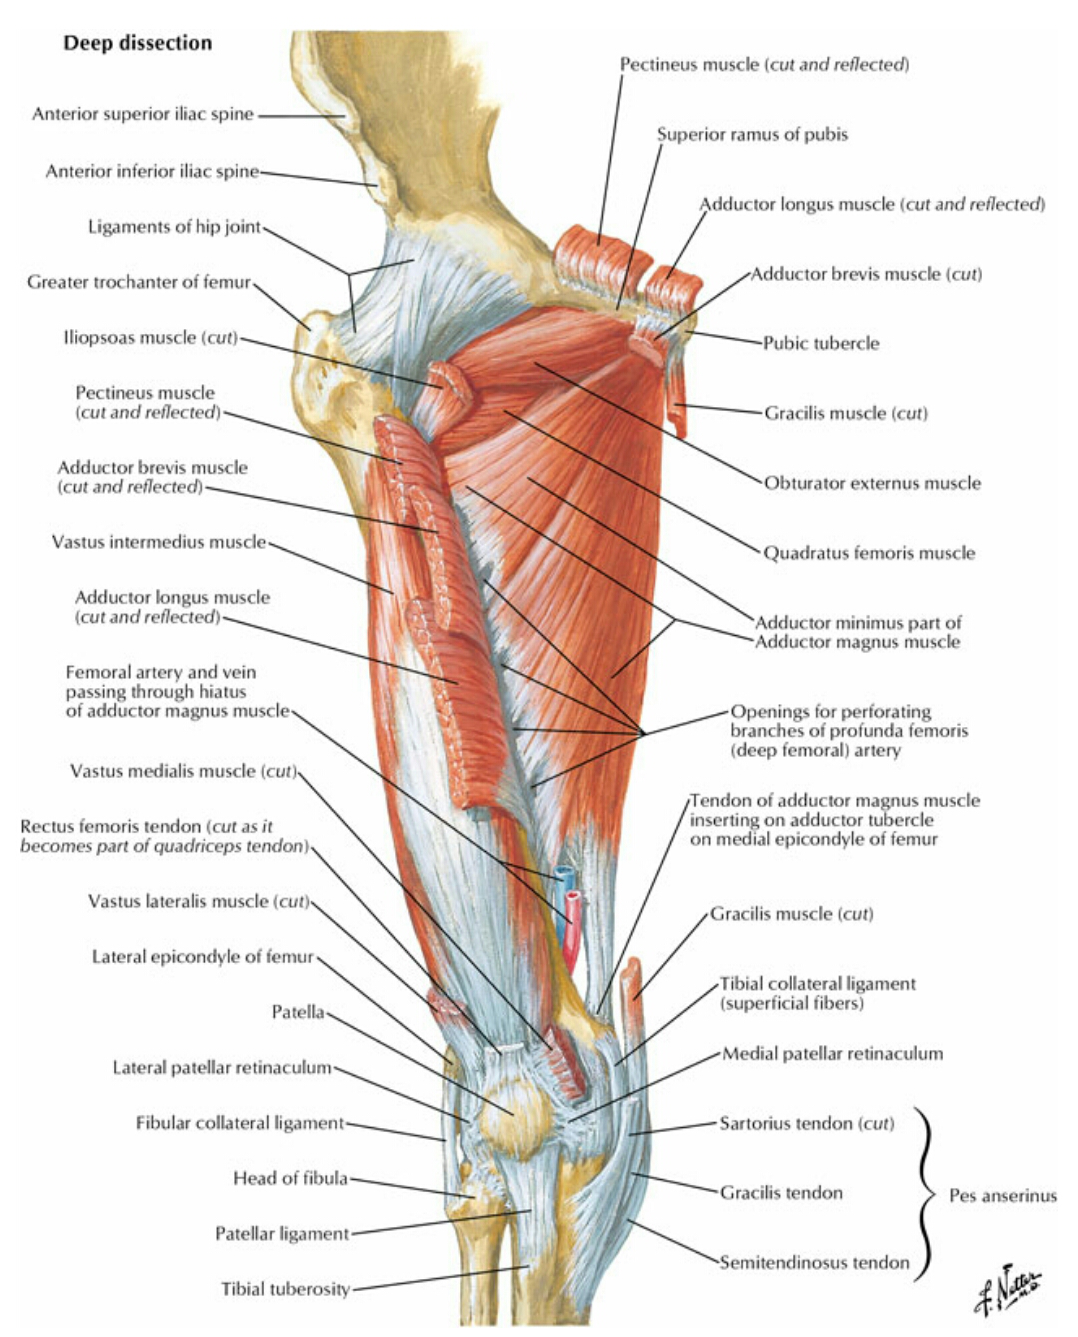 Deep dissection
Anterior superior iliac spine
Anterior inferior iliac spine
Ligaments of hip joint
Greater trochanter of femur
Iliopsoas muscle (cut)
Pectineus muscle
(cut and reflected)
Adductor brevis muscle
(cut and reflected)
Vastus intermedius muscle
Adductor longus muscle
(cut and reflected)
Femoral artery and vein
passing through hiatus
of adductor magnus muscle
Vastus medialis muscle (cut)
Rectus femoris tendon (cut as it
becomes part of quadriceps tendon)
Vastus lateralis muscle (cut)
Lateral epicondyle of femur
Patella
Lateral patellar retinaculum
Fibular collateral ligament
Head of fibula
Patellar ligament
Tibial tuberosity
Pectineus muscle (cut and reflected)
Superior ramus of pubis
Adductor longus muscle (cut and reflected)
Adductor brevis muscle (cut)
Pubic tubercle
Gracilis muscle (cut)
Obturator externus muscle
Quadratus femoris muscle
Adductor minimus part of
Adductor magnus muscle
Openings for perforating
branches of profunda femoris
(deep femoral) artery
Tendon of adductor magnus muscle
inserting on adductor tubercle
on medial epicondyle of femur
Gracilis muscle (cut)
Tibial collateral ligament
(superficial fibers)
Medial patellar retinaculum
Sartorius tendon (cut)
Gracilis tendon
Semitendinosus tendon
Pes anserinus
F. Netter
M.D.